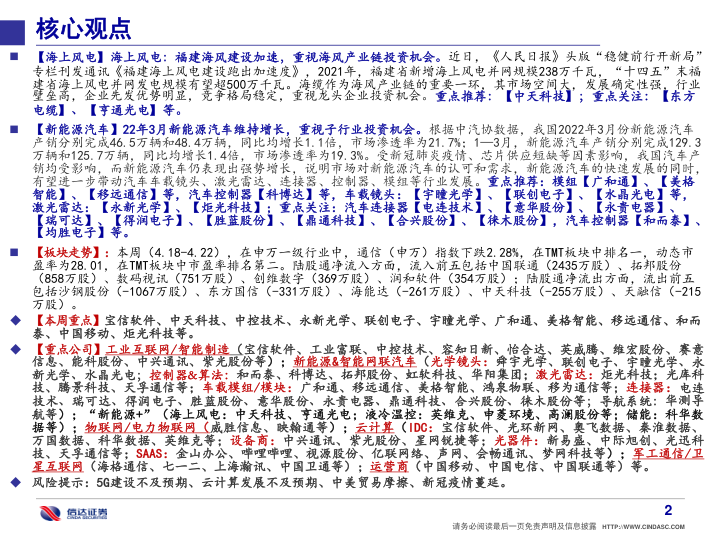 核心观点
■ 【海上风电】海上风电：福建海风建设加速，重视海风产业链投资机会。近日，《人民日报》头版“稳健前行开新局”
专栏刊发通讯《福建海上风电建设跑出加速度》，2021年，福建省新增海上风电并网规模238万千瓦，“十四五”末福
建省海上风电并网发电规模有望超500万千瓦。海缆作为海风产业链的重要一环，其市场空间大，发展确定性强，行业
壁垒高，企业先发优势明显，竞争格局稳定，重视龙头企业投资机会。重点推荐：【中天科技】；重点关注：【东方
电缆】、【亨通光电】等。
■ 【新能源汽车】22年3月新能源汽车维持增长，重视子行业投资机会。根据中汽协数据，我国2022年3月份新能源汽车
产销分别完成46.5万辆和48.4万辆，同比均增长1.1倍，市场渗透率为21.7%；1—3月，新能源汽车产销分别完成129.3
万辆和125.7万辆，同比均增长1.4倍，市场渗透率为19.3%。受新冠肺炎疫情、芯片供应短缺等因素影响，我国汽车产
销均受影响，而新能源汽车仍表现出强势增长，说明市场对新能源汽车的认可和需求，新能源汽车的快速发展的同时，
有望进一步带动汽车车载镜头、激光雷达、连接器、控制器、模组等行业发展。重点推荐：模组【广和通】、【美格
智能】、【移远通信】等，汽车控制器【科博达】等，车载镜头：【宇瞳光学】、【联创电子】、【水晶光电】等，
激光雷达：【永新光学】、【炬光科技】；重点关注：汽车连接器【电连技术】、【意华股份】、【永贵电器】、
【瑞可达】、【得润电子】、【胜蓝股份】、【鼎通科技】、【合兴股份】、【徕木股份】，汽车控制器【和而泰】、
【均胜电子】等。
■ 【板块走势】：本周（4.18-4.22），在申万一级行业中，通信（申万）指数下跌2.28%，在TMT板块中排名一，动态市
盈率为28.01，在TMT板块中市盈率排名第二。陆股通净流入方面，流入前五包括中国联通（2435万股）、拓邦股份
（858万股）、数码视讯（751万股）、创维数字（369万股）、润和软件（354万股）；陆股通净流出方面，流出前五
包括沙钢股份（-1067万股）、东方国信（-331万股）、海能达（-261万股）、中天科技（-255万股）、天融信（-215
万股）。
◆ 【本周重点】宝信软件、中天科技、中控技术、永新光学、联创电子、宇瞳光学、广和通、美格智能、移远通信、和而
泰、中国移动、炬光科技等。
◆ 【重点公司】工业互联网/智能制造（宝信软件、工业富联、中控技术、容知日新、怡合达、英威腾、维宏股份、赛意
信息、能科股份、中兴通讯、紫光股份等）；新能源&智能网联汽车（光学镜头：舜宇光学、联创电子、宇瞳光学、永
新光学、水晶光电；控制器&算法：和而泰、科博达、拓邦股份、虹软科技、华阳集团；激光雷达：炬光科技、光库科
技、腾景科技、天孚通信等；车载模组/模块：广和通、移远通信、美格智能、鸿泉物联、移为通信等；连接器：电连
技术、瑞可达、得润电子、胜蓝股份、意华股份、永贵电器、鼎通科技、合兴股份、徕木股份等；导航系统：华测导
航等）；“新能源+”（海上风电：中天科技、亨通光电；液冷温控：英维克、申菱环境、高澜股份等；储能：科华数
据等）；物联网/电力物联网（威胜信息、映翰通等）；云计算（IDC：宝信软件、光环新网、奥飞数据、秦淮数据、
万国数据、科华数据、英维克等；设备商：中兴通讯、紫光股份、星网锐捷等；光器件：新易盛、中际旭创、光迅科
技、天孚通信等；SAAS：金山办公、哔哩哔哩、视源股份、亿联网络、声网、会畅通讯、梦网科技等）；军工通信/卫
星互联网（海格通信、七一二、上海瀚讯、中国卫通等）；运营商（中国移动、中国电信、中国联通等）等。
◆ 风险提示：5G建设不及预期、云计算发展不及预期、中美贸易摩擦、新冠疫情蔓延。
信达证券
CINDA SECURITIES
2
请务必阅读最后一页免责声明及信息披露 HTTP://WWW.CINDASC.COM